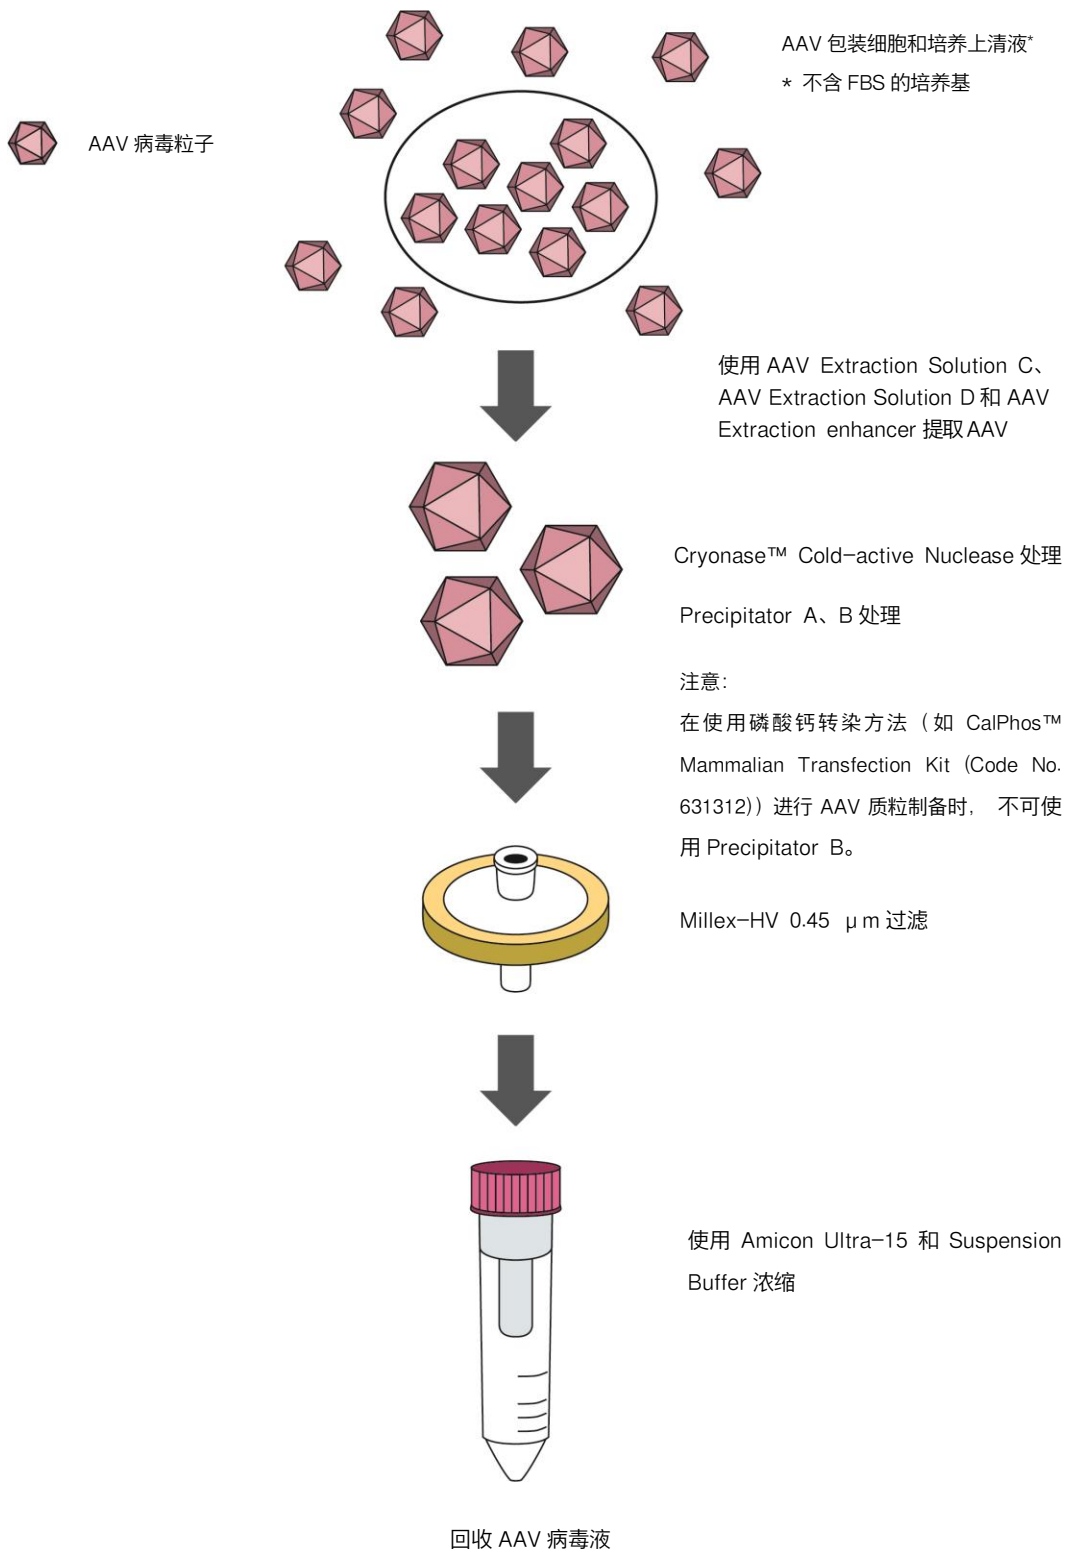 AAV 包装细胞和培养上清液*
* 不含 FBS 的培养基
AAV 病毒粒子
使用 AAV Extraction Solution C、
AAV Extraction Solution D 和 AAV
Extraction enhancer 提取 AAV
Cryonase™ Cold-active Nuclease 处理
Precipitator A、B 处理
注意:
在使用磷酸钙转染方法（如 CalPhos™
Mammalian Transfection Kit (Code No.
631312)）进行 AAV 质粒制备时， 不可使
用 Precipitator B。
Millex-HV 0.45 μm 过滤
使用 Amicon Ultra-15 和 Suspension
Buffer 浓缩
回收 AAV 病毒液